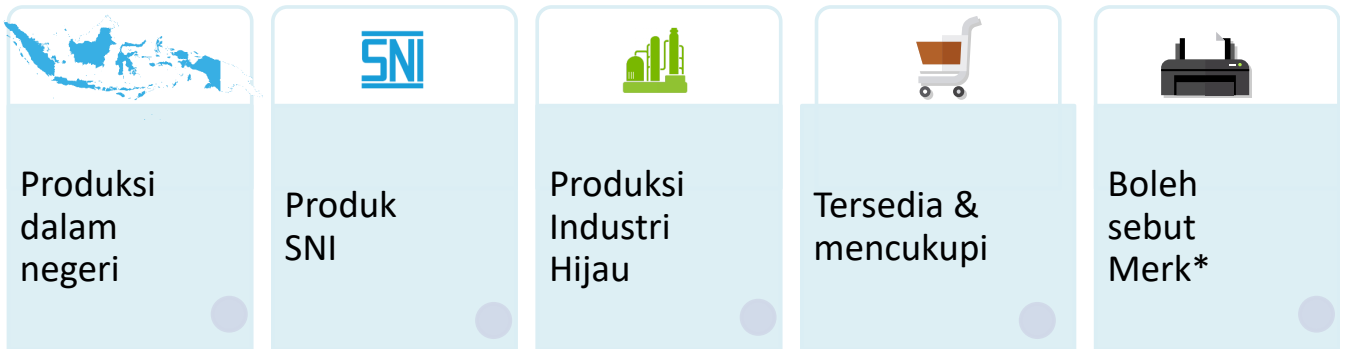 SNI
Produksi
dalam
negeri
Produk
SNI
Produksi
Industri
Hijau
Tersedia &
mencukupi
Boleh
sebut
Merk*